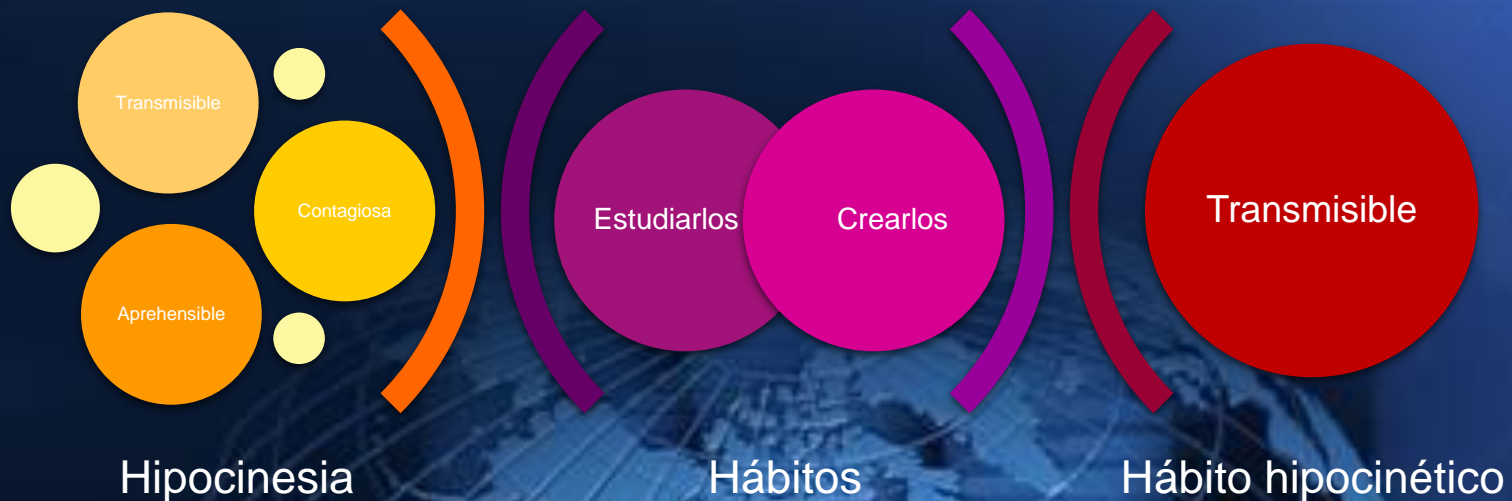 Transmisible
Contagiosa
Aprehensible
Hipocinesia
Estudiarlos
Crearlos
Hábitos
Transmisible
Hábito hipocinético